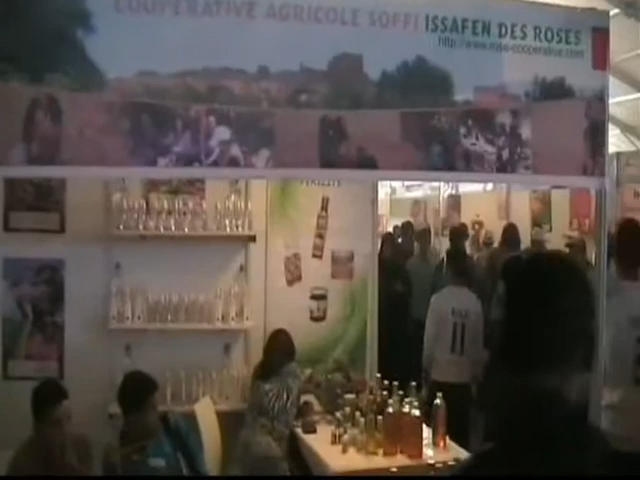 COOPERATIVE AGRICOLE SOFFI ISSAFEN DES ROSES
http://www.rose-cooperative.com
11